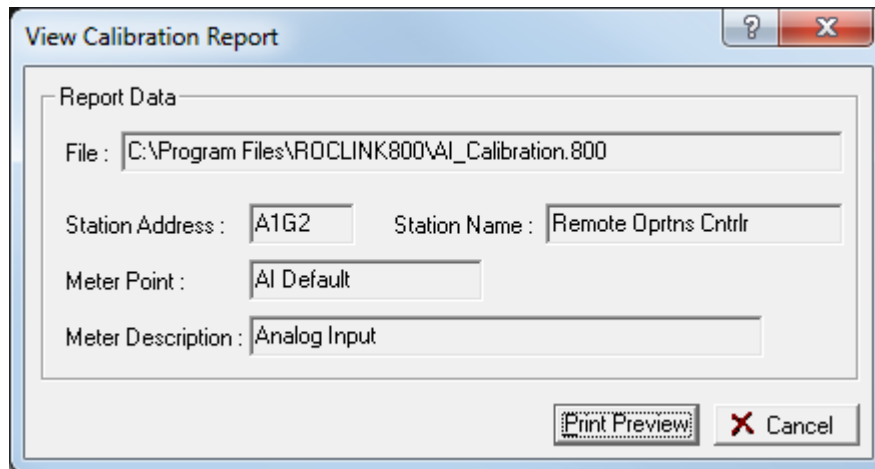 View Calibration Report
?
Report Data
File : C:\Program Files\ROCLINK800\AI_Calibration.800
Station Address : A1G2 Station Name : Remote Oprtns Cntrlr
Meter Point : AI Default
Meter Description : Analog Input
Print Preview Cancel